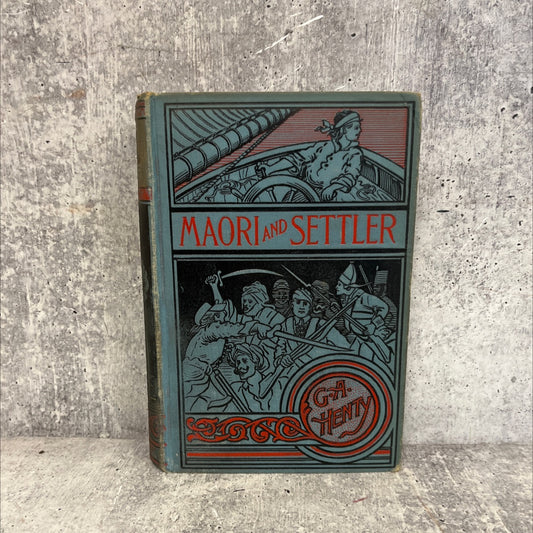 MAORI AND SETTLER
G.A.
HENTY